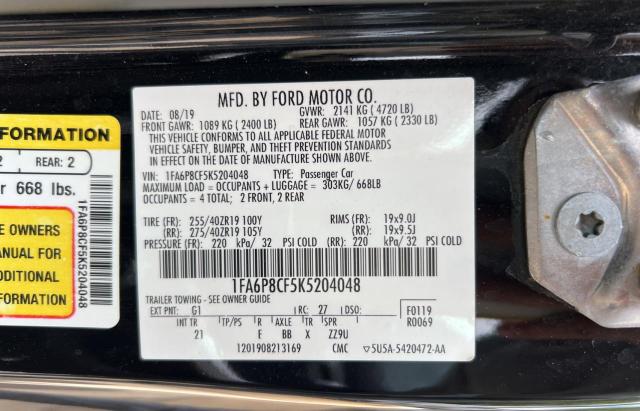 FORMATION
2 REAR: 2
r 668 lbs.
E OWNERS
ANUAL FOR
DDITIONAL
ORMATION
1FA6P8CF5K5204048
MFD. BY FORD MOTOR CO.
DATE: 08/19 GVWR: 2141 KG ( 4720 LB)
FRONT GAWR: 1089 KG ( 2400 LB) REAR GAWR: 1057 KG ( 2330 LB)
THIS VEHICLE CONFORMS TO ALL APPLICABLE FEDERAL MOTOR
VEHICLE SAFETY, BUMPER, AND THEFT PREVENTION STANDARDS
IN EFFECT ON THE DATE OF MANUFACTURE SHOWN ABOVE.
VIN: 1FA6P8CF5K5204048 TYPE: Passenger Car
MAXIMUM LOAD = OCCUPANTS + LUGGAGE = 303KG/ 668LB
OCCUPANTS = 4 TOTAL; 2 FRONT, 2 REAR
TIRE (FR) 255/40ZR19 100Y RIMS (FR) 19x9.0J
(RR) 275/40ZR19 105Y (RR) 19x9.5J
PRESSURE (FR) 220 kPa/ 32 PSI COLD (RR) 220 kPa/ 32 PSI COLD
1FA6P8CF5K5204048
TRAILER TOWING - SEE OWNER GUIDE
EXT PNT: G1 RC: 27 DSO: F0119
INT TR TP/PS R AXLE TR SPR R0069
21 F BB X ZZ9U
1201908213169 CMC 5U5A-5420472-AA